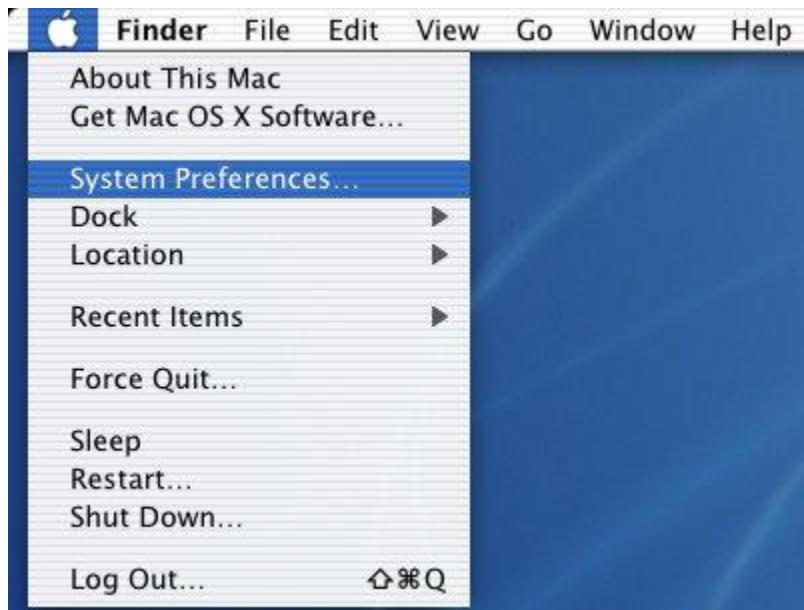 Finder File Edit View Go Window Help
About This Mac
Get Mac OS X Software...
System Preferences...
Dock
Location
Recent Items
Force Quit...
Sleep
Restart...
Shut Down...
Log Out... ⇧⌘Q